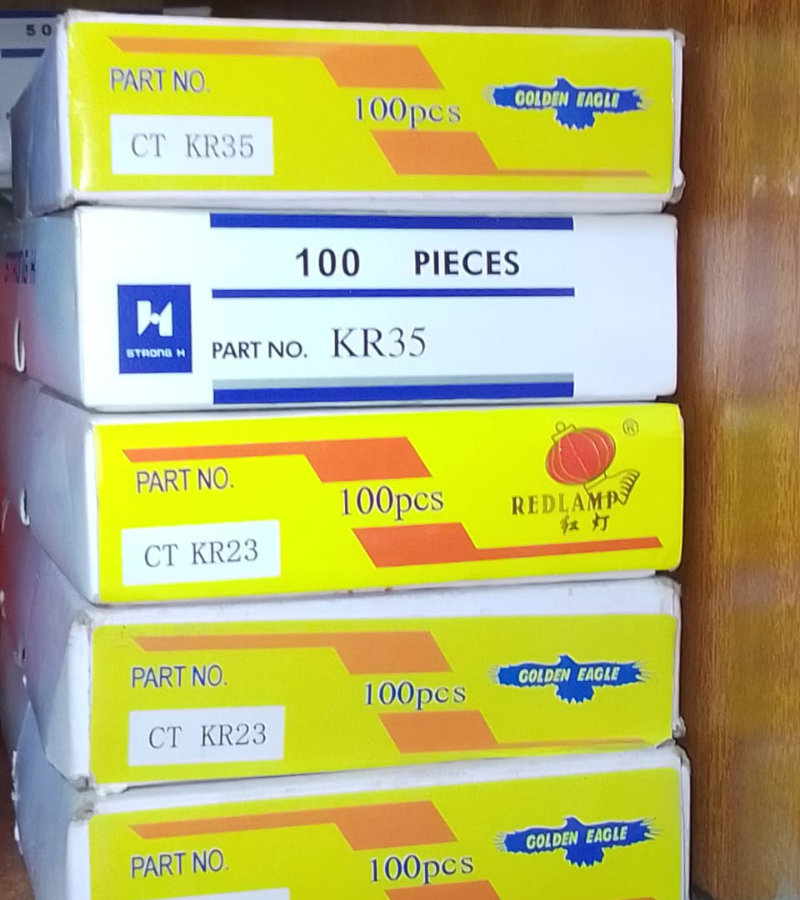 50
PART NO.
100pcs
GOLDEN EAGLE
CT KR35
100 PIECES
STRONG H
PART NO. KR35
®
PART NO.
100pcs
REDLAMP
红灯
CT KR23
PART NO.
100pcs
GOLDEN EAGLE
CT KR23
PART NO.
100pcs
GOLDEN EAGLE